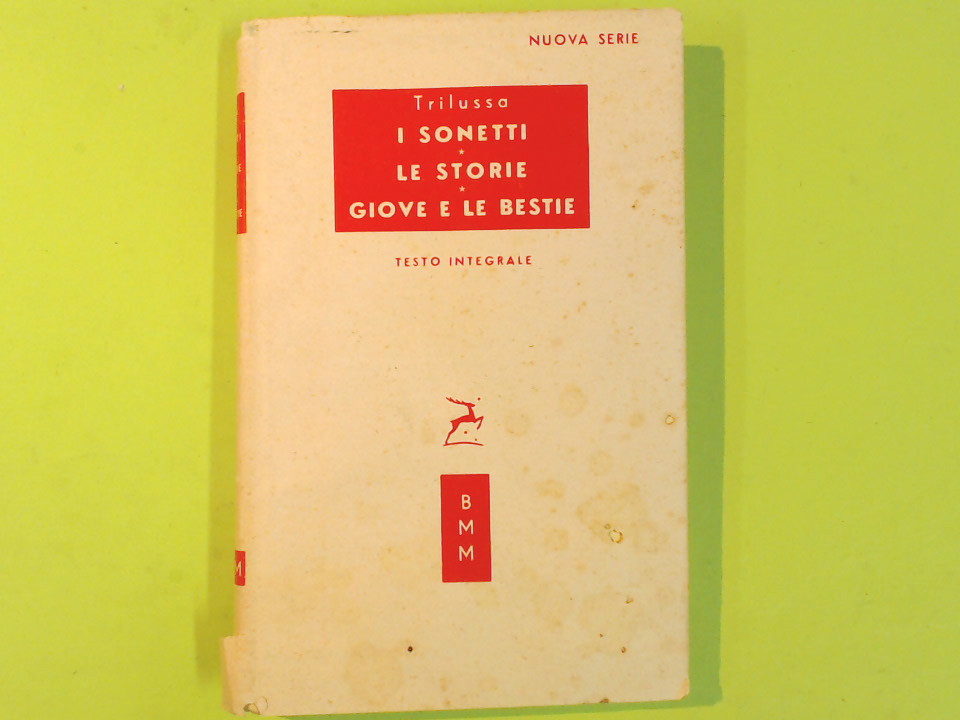 NUOVA SERIE
Trilussa
I SONETTI
LE STORIE
GIOVE E LE BESTIE
TESTO INTEGRALE
B
M
M